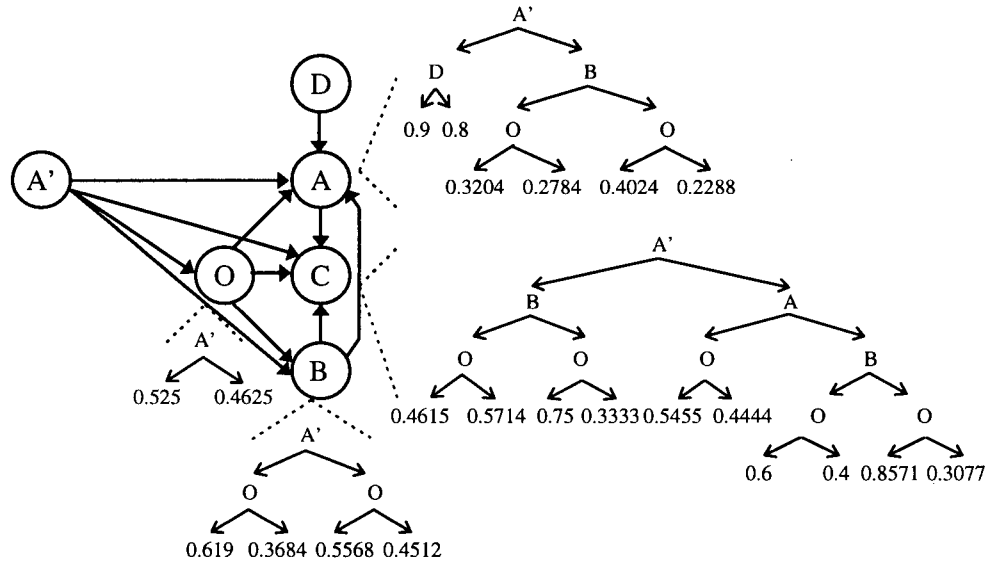 A'
D
D B
0.9 0.8 O O
A' A 0.3204 0.2784 0.4024 0.2288
A'
O C
B A
A' O O O B
0.525 0.4625 B
0.4615 0.5714 0.75 0.3333 0.5455 0.4444 O O
A'
0.6 0.4 0.8571 0.3077
O O
0.619 0.3684 0.5568 0.4512